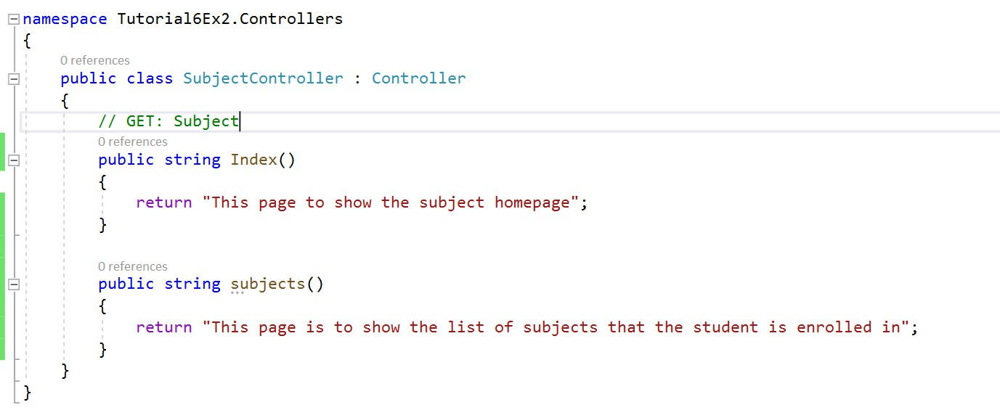 namespace Tutorial6Ex2.Controllers
{
0 references
public class SubjectController : Controller
{
// GET: Subject
0 references
public string Index()
{
return "This page to show the subject homepage";
}
0 references
public string subjects()
{
return "This page is to show the list of subjects that the student is enrolled in";
}
}
}